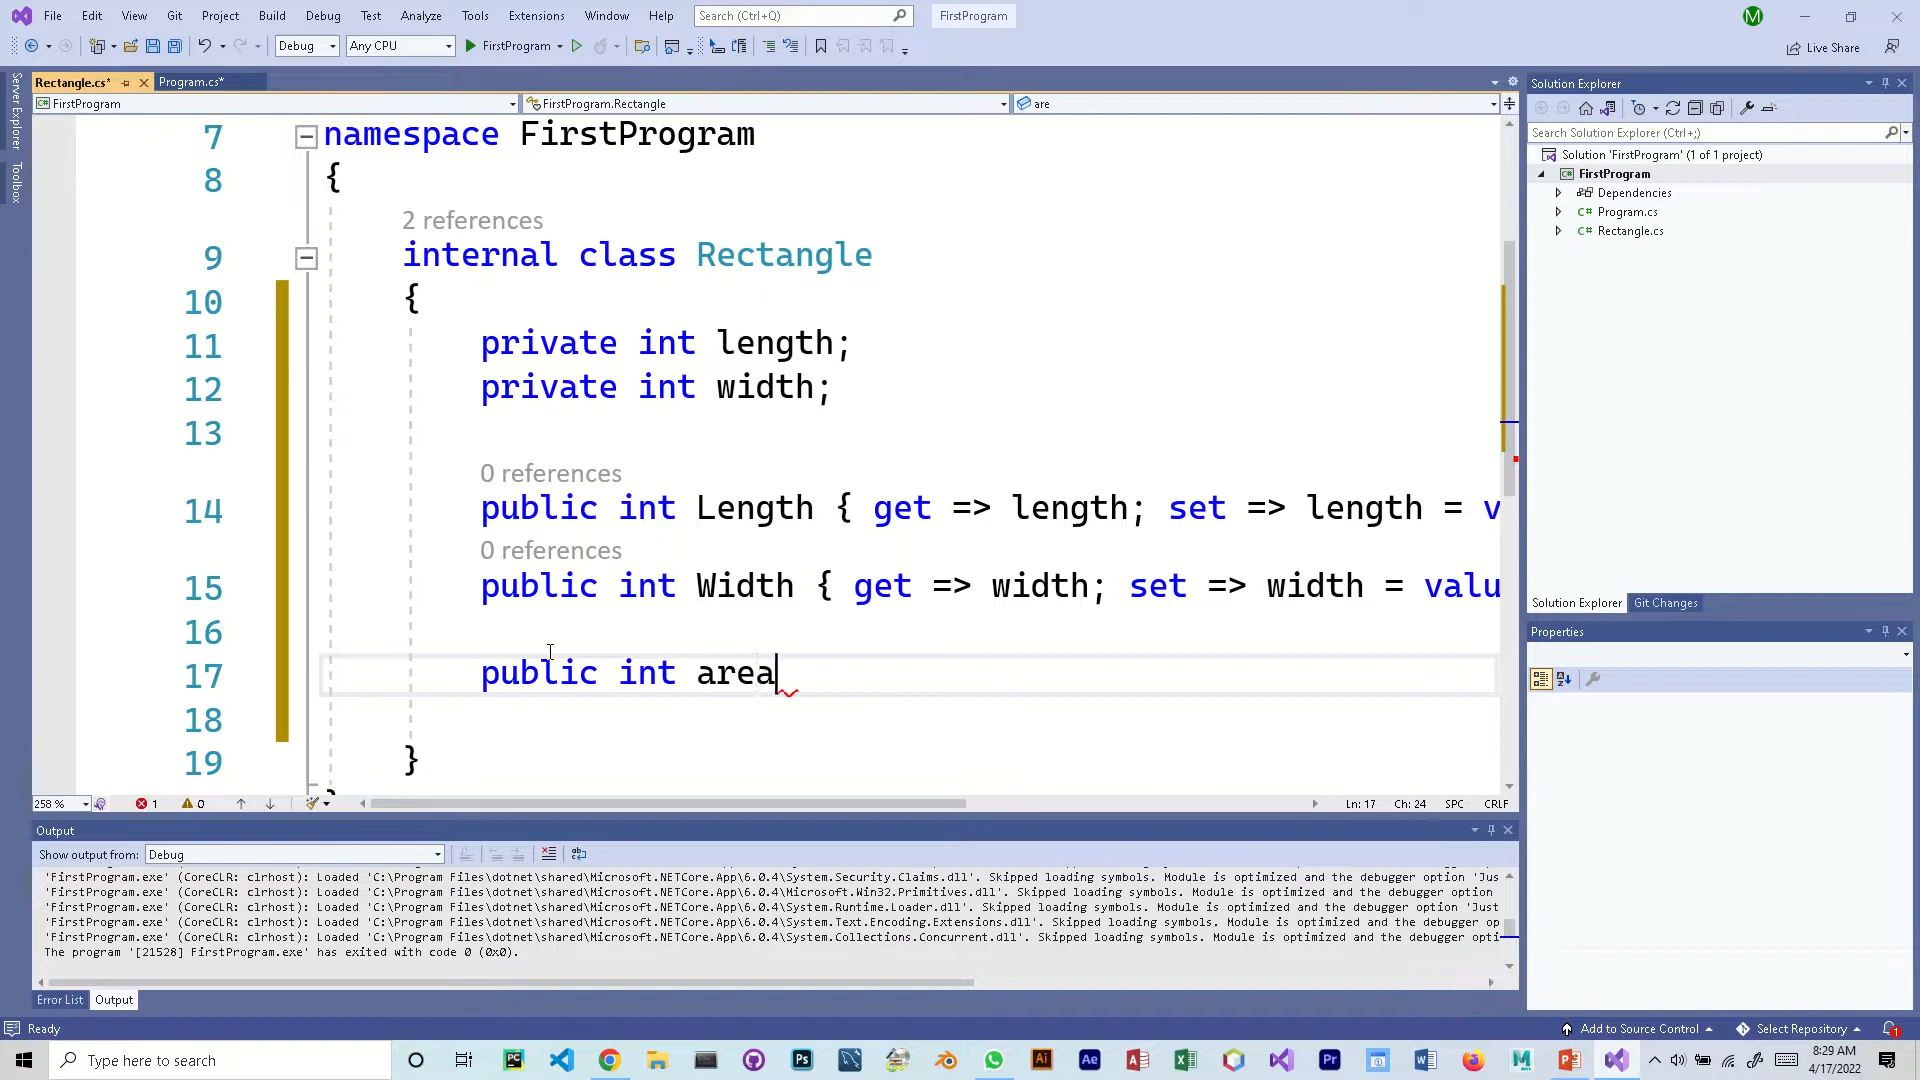 File Edit View Git Project Build Debug Test Analyze Tools Extensions Window Help Search (Ctrl+Q) FirstProgram
Debug Any CPU FirstProgram Live Share
Server Explorer
Toolbox
Rectangle.cs* Program.cs*
FirstProgram FirstProgram.Rectangle are
7 namespace FirstProgram
8 {
2 references
9 internal class Rectangle
10 {
11 private int length;
12 private int width;
13
0 references
14 public int Length { get => length; set => length = v
0 references
15 public int Width { get => width; set => width = valu
16
17 public int area
18
19 }
258 % 1 0 Ln: 17 Ch: 24 SPC CRLF
Output
Show output from: Debug
'FirstProgram.exe' (CoreCLR: clrhost): Loaded 'C:\Program Files\dotnet\shared\Microsoft.NETCore.App\6.0.4\System.Security.Claims.dll'. Skipped loading symbols. Module is optimized and the debugger option 'Jus
'FirstProgram.exe' (CoreCLR: clrhost): Loaded 'C:\Program Files\dotnet\shared\Microsoft.NETCore.App\6.0.4\Microsoft.Win32.Primitives.dll'. Skipped loading symbols. Module is optimized and the debugger option
'FirstProgram.exe' (CoreCLR: clrhost): Loaded 'C:\Program Files\dotnet\shared\Microsoft.NETCore.App\6.0.4\System.Runtime.Loader.dll'. Skipped loading symbols. Module is optimized and the debugger option 'Just
'FirstProgram.exe' (CoreCLR: clrhost): Loaded 'C:\Program Files\dotnet\shared\Microsoft.NETCore.App\6.0.4\System.Text.Encoding.Extensions.dll'. Skipped loading symbols. Module is optimized and the debugger op
'FirstProgram.exe' (CoreCLR: clrhost): Loaded 'C:\Program Files\dotnet\shared\Microsoft.NETCore.App\6.0.4\System.Collections.Concurrent.dll'. Skipped loading symbols. Module is optimized and the debugger opti
The program '[21528] FirstProgram.exe' has exited with code 0 (0x0).
Error List Output
Solution Explorer
Search Solution Explorer (Ctrl+;)
Solution 'FirstProgram' (1 of 1 project)
C# FirstProgram
Dependencies
C# Program.cs
C# Rectangle.cs
Solution Explorer Git Changes
Properties
Ready Add to Source Control Select Repository 1
Type here to search
8:29 AM
4/17/2022